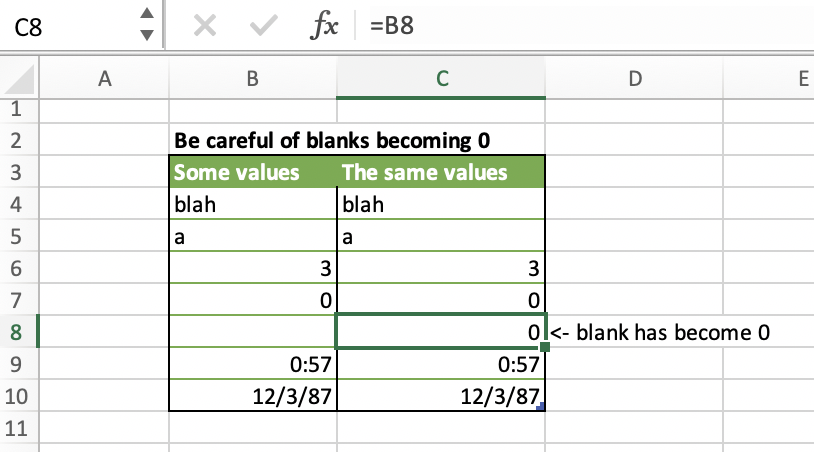 C8 fx =B8
A B C D E
1
2 Be careful of blanks becoming 0
3 Some values The same values
4 blah blah
5 a a
6 3 3
7 0 0
8 0 <- blank has become 0
9 0:57 0:57
10 12/3/87 12/3/87
11